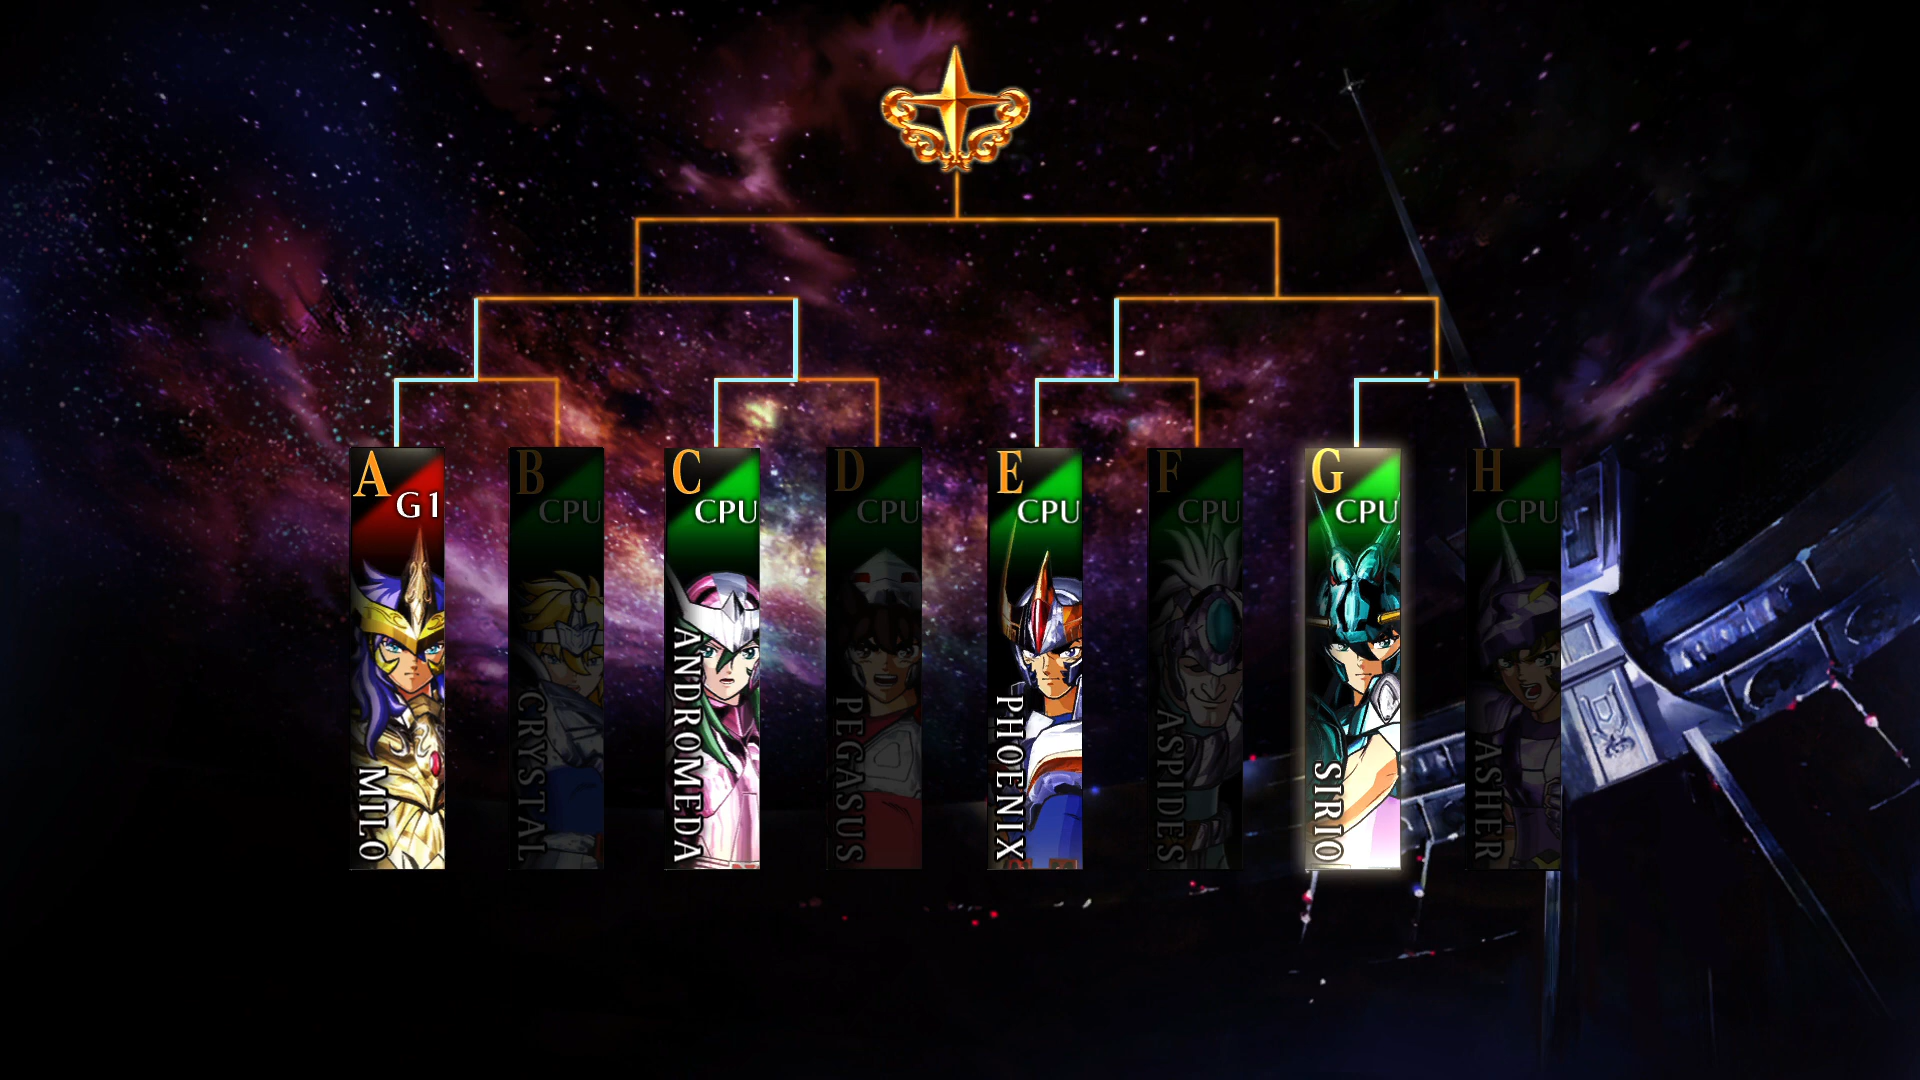 A
G1
MILO
B
CPU
CRYSTAL
C
CPU
ANDROMEDA
D
CPU
PEGASUS
E
CPU
PHOENIX
F
CPU
ASPIDES
G
CPU
SIRIO
H
CPU
ASHER